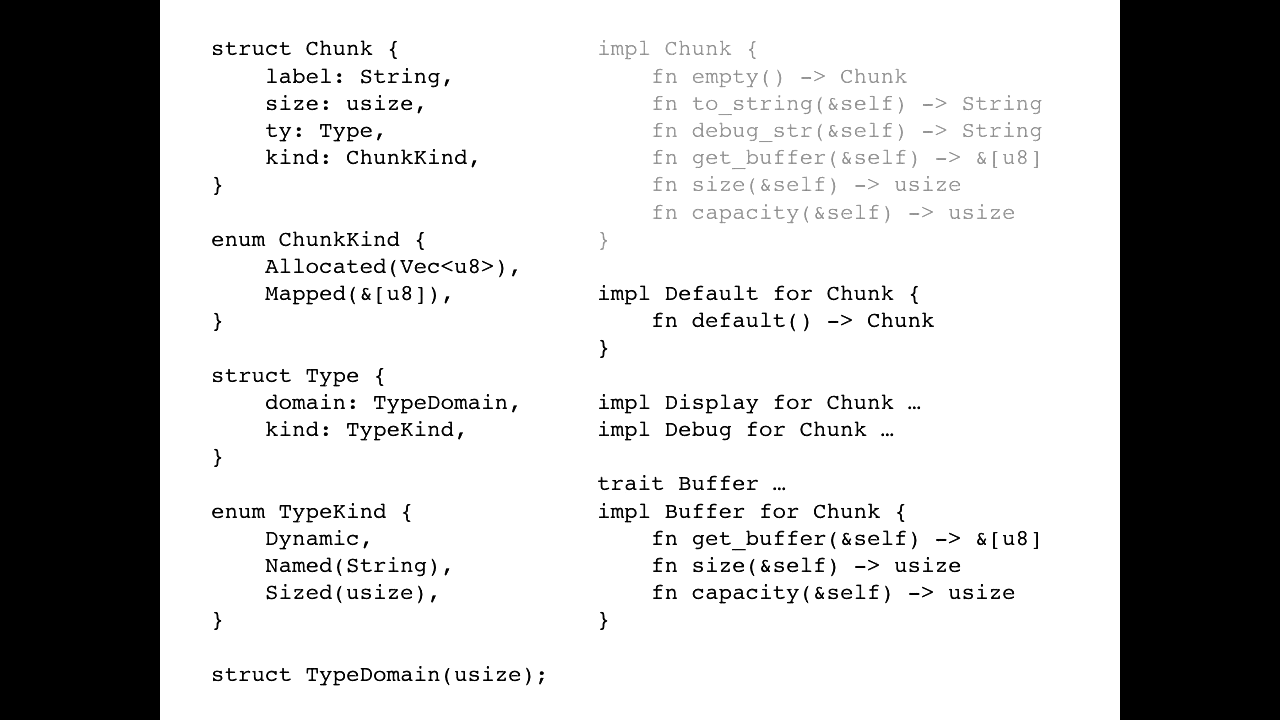 struct Chunk {
    label: String,
    size: usize,
    ty: Type,
    kind: ChunkKind,
}

enum ChunkKind {
    Allocated(Vec<u8>),
    Mapped(&[u8]),
}

struct Type {
    domain: TypeDomain,
    kind: TypeKind,
}

enum TypeKind {
    Dynamic,
    Named(String),
    Sized(usize),
}

struct TypeDomain(usize);

impl Chunk {
    fn empty() -> Chunk
    fn to_string(&self) -> String
    fn debug_str(&self) -> String
    fn get_buffer(&self) -> &[u8]
    fn size(&self) -> usize
    fn capacity(&self) -> usize
}

impl Default for Chunk {
    fn default() -> Chunk
}

impl Display for Chunk …
impl Debug for Chunk …

trait Buffer …
impl Buffer for Chunk {
    fn get_buffer(&self) -> &[u8]
    fn size(&self) -> usize
    fn capacity(&self) -> usize
}